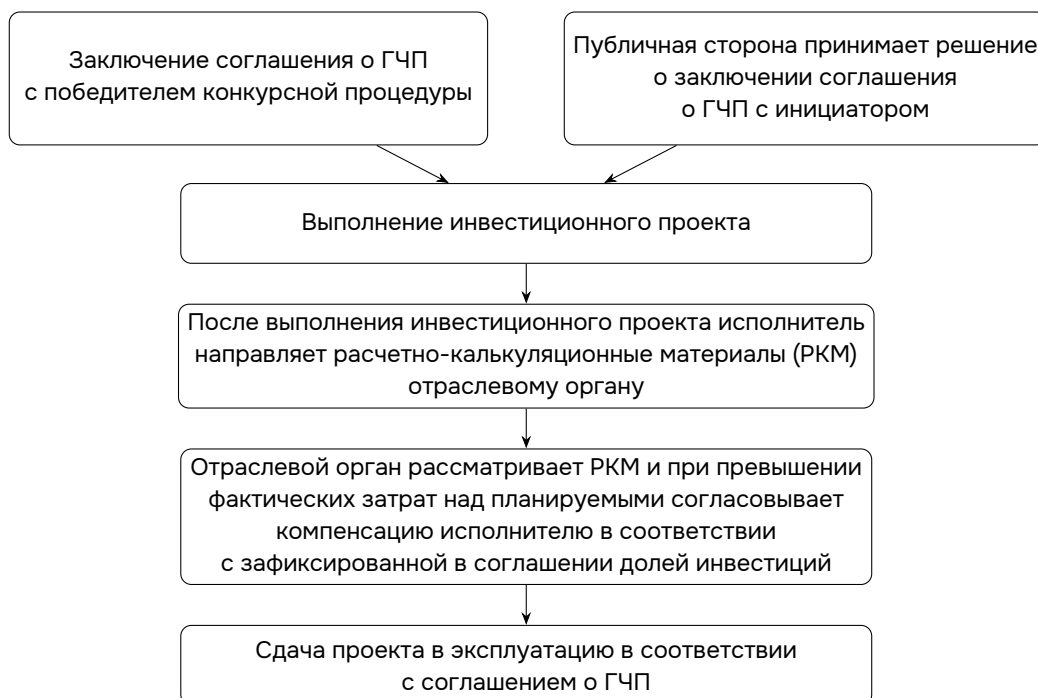 Заключение соглашения о ГЧП
с победителем конкурсной процедуры
Публичная сторона принимает решение
о заключении соглашения
о ГЧП с инициатором
Выполнение инвестиционного проекта
После выполнения инвестиционного проекта исполнитель
направляет расчетно-калькуляционные материалы (РКМ)
отраслевому органу
Отраслевой орган рассматривает РКМ и при превышении
фактических затрат над планируемыми согласовывает
компенсацию исполнителю в соответствии
с зафиксированной в соглашении долей инвестиций
Сдача проекта в эксплуатацию в соответствии
с соглашением о ГЧП